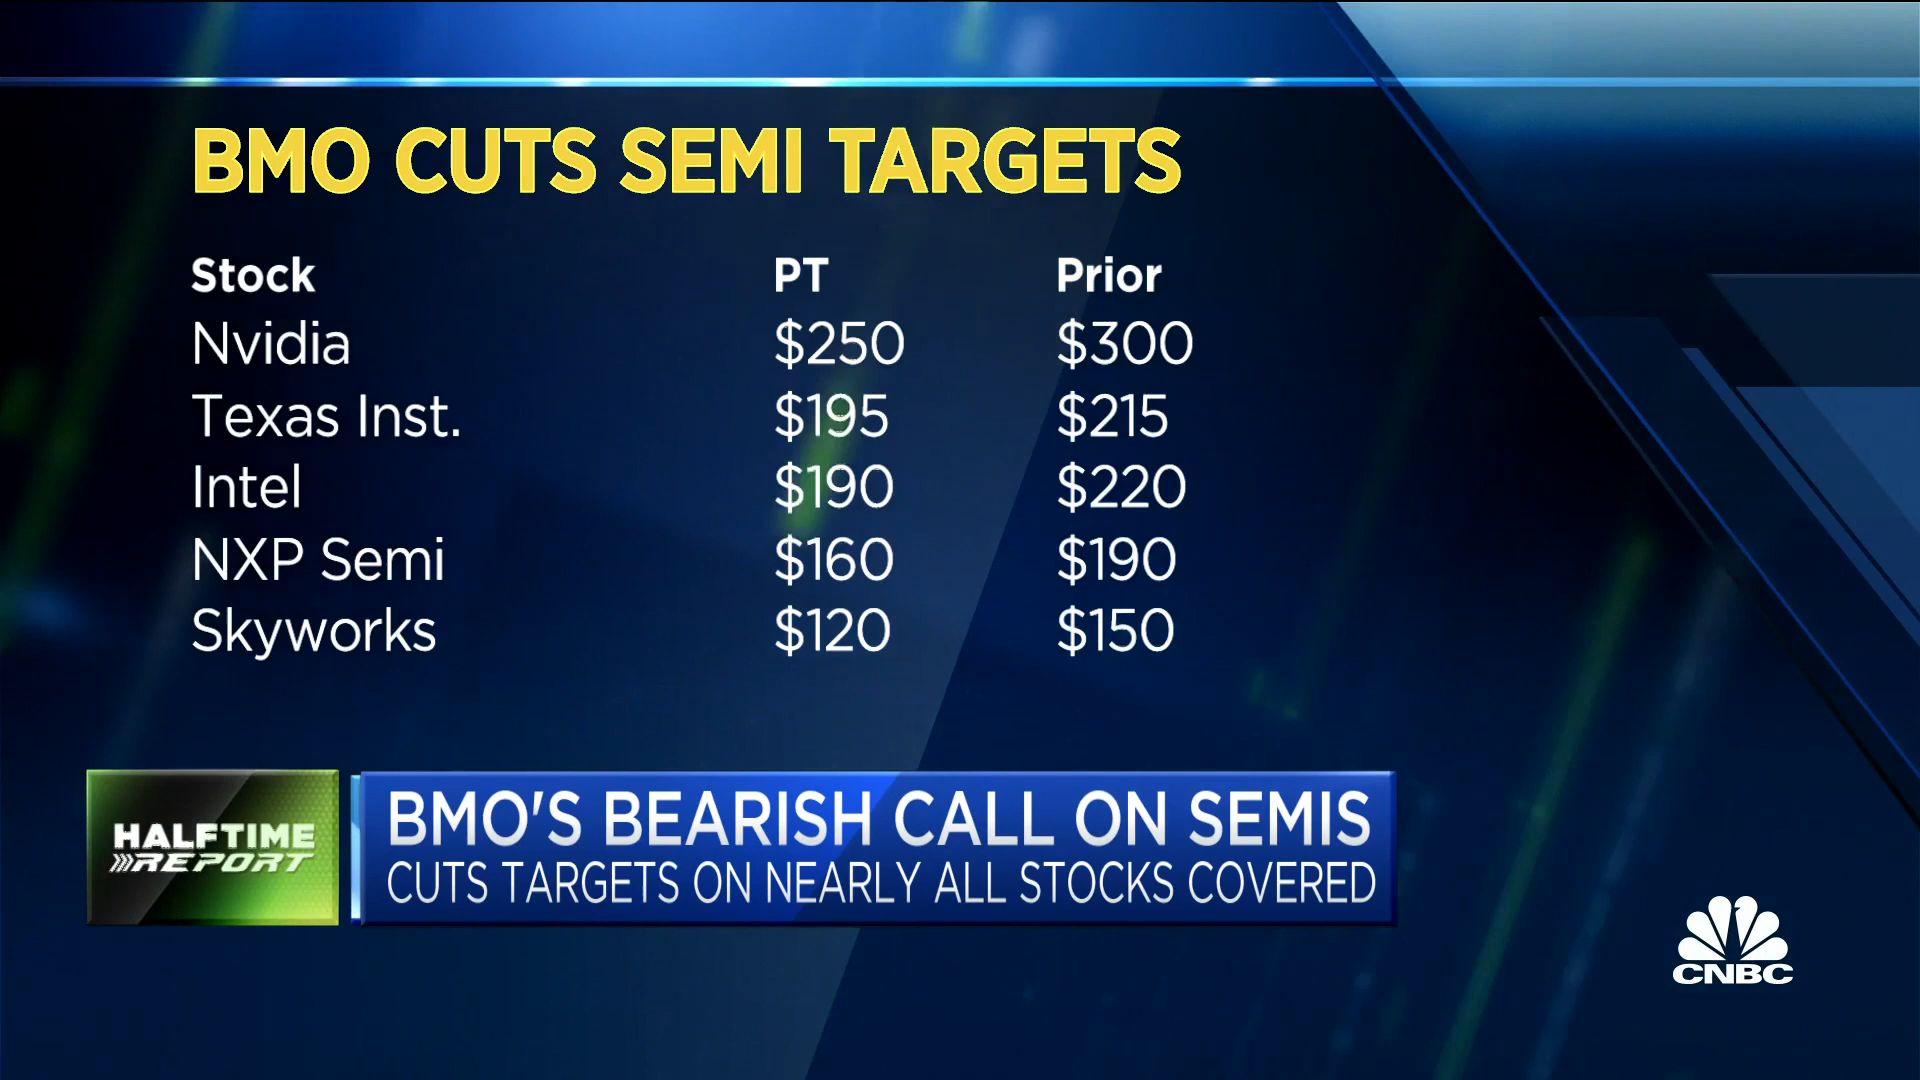 BMO CUTS SEMI TARGETS
Stock PT Prior
Nvidia $250 $300
Texas Inst. $195 $215
Intel $190 $220
NXP Semi $160 $190
Skyworks $120 $150
HALFTIME
REPORT
BMO'S BEARISH CALL ON SEMIS
CUTS TARGETS ON NEARLY ALL STOCKS COVERED
CNBC